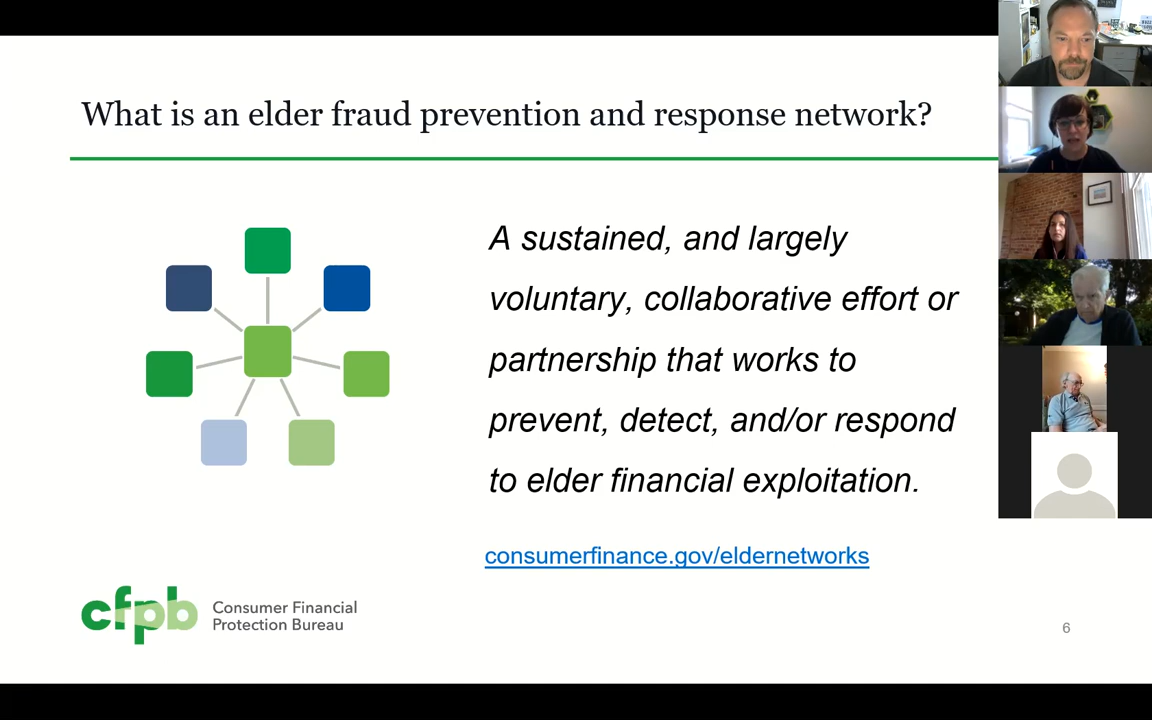 What is an elder fraud prevention and response network?
A sustained, and largely
voluntary, collaborative effort or
partnership that works to
prevent, detect, and/or respond
to elder financial exploitation.
consumerfinance.gov/eldernetworks
cfpb
Consumer Financial
Protection Bureau
6